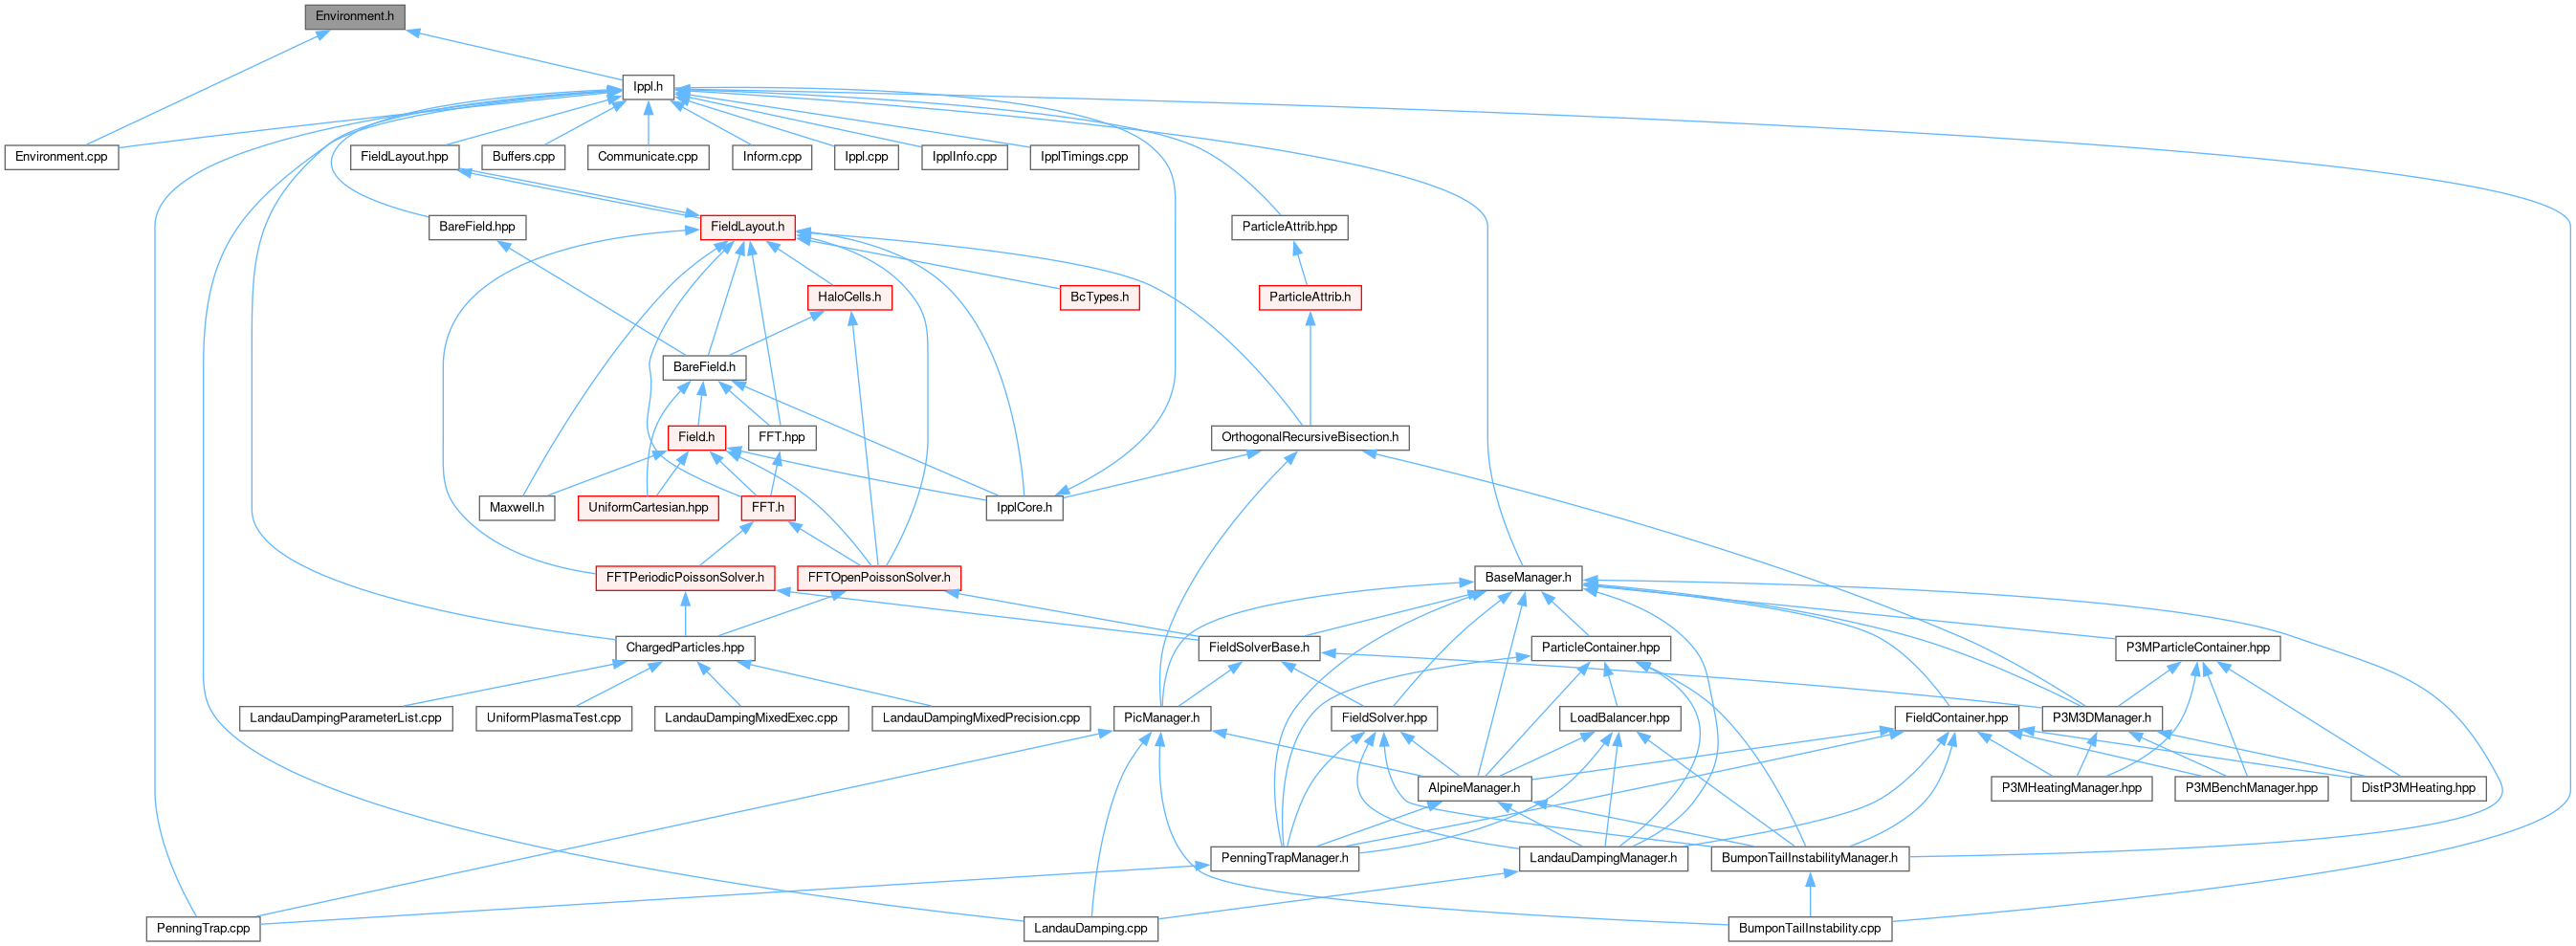 Environment.h
Ippl.h
Environment.cpp
FieldLayout.hpp
Buffers.cpp
Communicate.cpp
Inform.cpp
Ippl.cpp
IpplInfo.cpp
IpplTimings.cpp
BareField.hpp
FieldLayout.h
ParticleAttrib.hpp
HaloCells.h
BcTypes.h
ParticleAttrib.h
BareField.h
Field.h
FFT.hpp
OrthogonalRecursiveBisection.h
Maxwell.h
UniformCartesian.hpp
FFT.h
IpplCore.h
FFTPeriodicPoissonSolver.h
FFTOpenPoissonSolver.h
BaseManager.h
ChargedParticles.hpp
FieldSolverBase.h
ParticleContainer.hpp
P3MParticleContainer.hpp
LandauDampingParameterList.cpp
UniformPlasmaTest.cpp
LandauDampingMixedExec.cpp
LandauDampingMixedPrecision.cpp
PicManager.h
FieldSolver.hpp
LoadBalancer.hpp
FieldContainer.hpp
P3M3DManager.h
AlpineManager.h
P3MHeatingManager.hpp
P3MBenchManager.hpp
DistP3MHeating.hpp
PenningTrapManager.h
LandauDampingManager.h
BumponTailInstabilityManager.h
PenningTrap.cpp
LandauDamping.cpp
BumponTailInstability.cpp